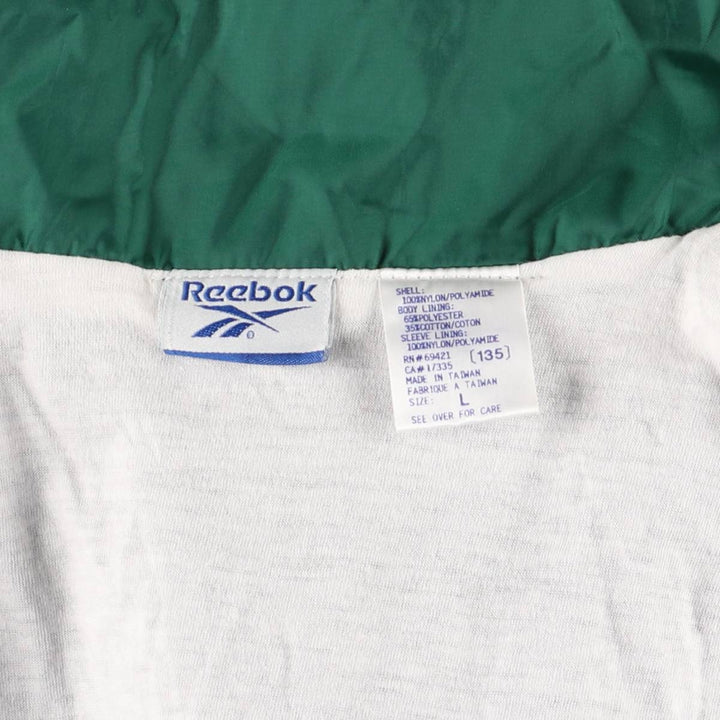 Reebok
®
SHELL:
100%NYLON/POLYAMIDE
BODY LINING:
65%POLYESTER
35%COTTON/COTON
SLEEVE LINING:
100%NYLON/POLYAMIDE
RN# 69421 [135]
CA# 17335
MADE IN TAIWAN
FABRIQUE A TAIWAN
SIZE: L
SEE OVER FOR CARE